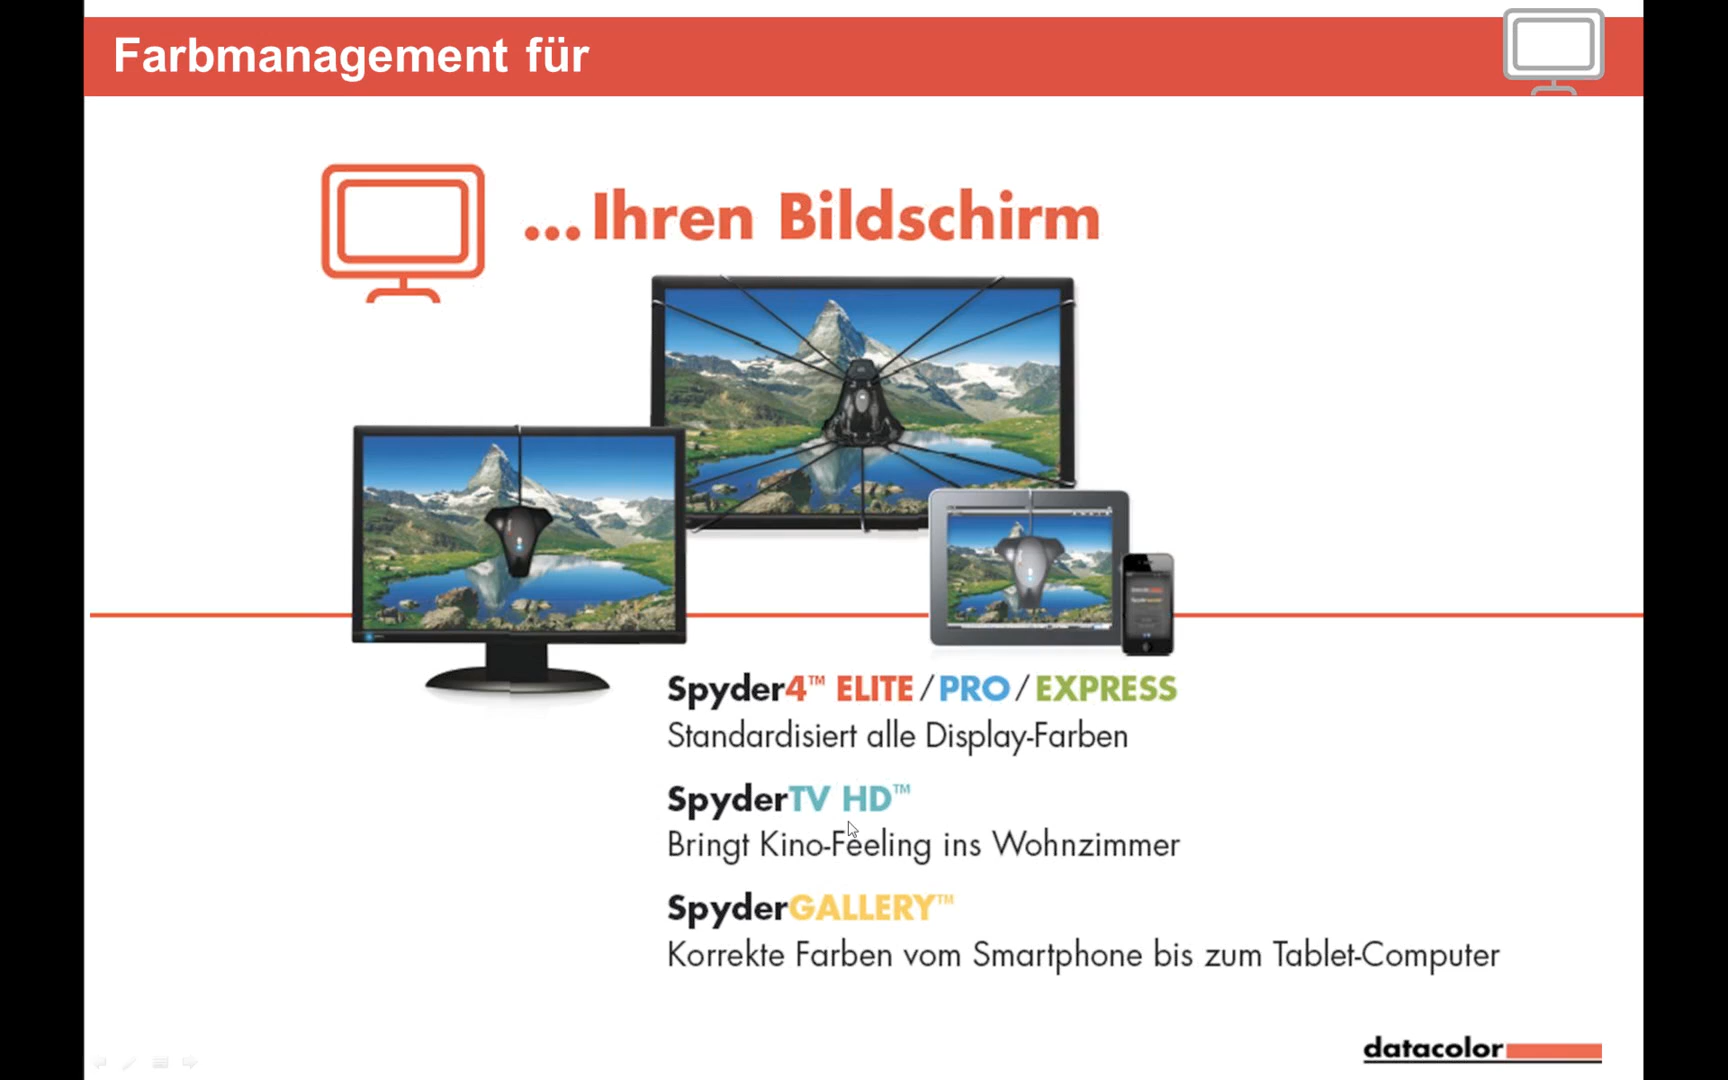 Farbmanagement für
...Ihren Bildschirm
Spyder4™ ELITE / PRO / EXPRESS
Standardisiert alle Display-Farben
SpyderTV HD™
Bringt Kino-Feeling ins Wohnzimmer
SpyderGALLERY™
Korrekte Farben vom Smartphone bis zum Tablet-Computer
datacolor